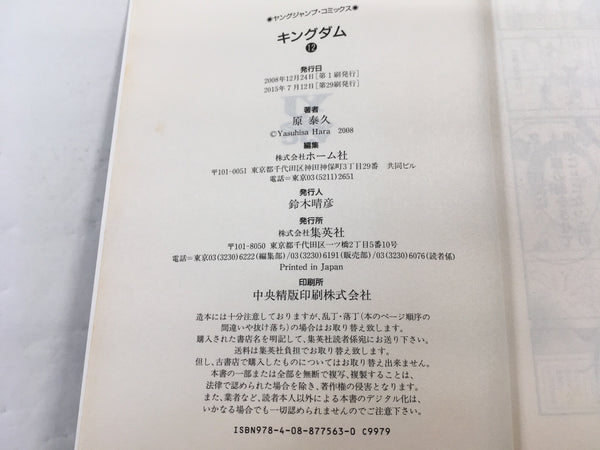 ●ヤングジャンプ・コミックス●
キングダム
⓬
発行日
2008年12月24日[第1刷発行]
2015年7月12日[第29刷発行]
著者
原 泰久
©Yasuhisa Hara 2008
編集
株式会社ホーム社
〒101-0051 東京都千代田区神田神保町3丁目29番 共同ビル
電話=東京03(5211)2651
発行人
鈴木晴彦
発行所
株式会社集英社
〒101-8050 東京都千代田区一ツ橋2丁目5番10号
電話=東京03(3230)6222(編集部)/03(3230)6191(販売部)/03(3230)6076(読者係)
Printed in Japan
印刷所
中央精版印刷株式会社
造本には十分注意しておりますが、乱丁・落丁(本のページ順序の
間違いや抜け落ち)の場合はお取り替え致します。
購入された書店名を明記して、集英社読者係宛にお送り下さい。
送料は集英社負担でお取り替え致します。
但し、古書店で購入したものについてはお取り替え出来ません。
本書の一部または全部を無断で複写、複製することは、
法律で認められた場合を除き、著作権の侵害となります。
また、業者など、読者本人以外による本書のデジタル化は、
いかなる場合でも一切認められませんのでご注意下さい。
ISBN978-4-08-877563-0 C9979